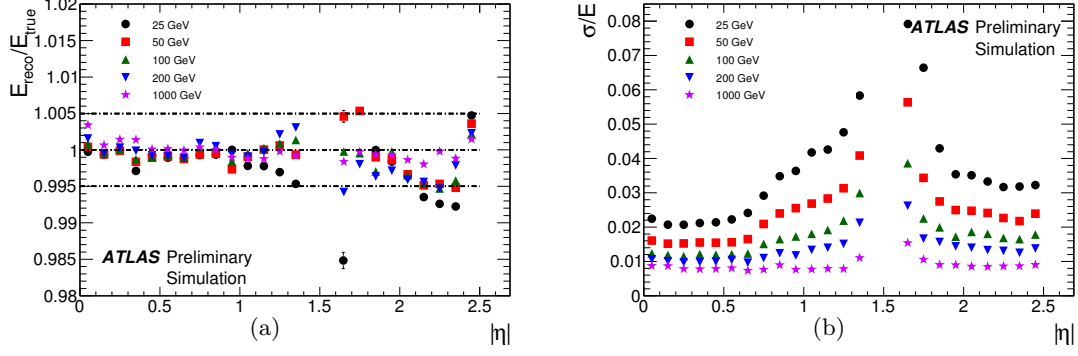 E_reco/E_true
1.02
1.015
1.01
1.005
1
0.995
0.99
0.985
0.98
25 GeV
50 GeV
100 GeV
200 GeV
1000 GeV
ATLAS Preliminary
Simulation
0 0.5 1 1.5 2 2.5
|η|
(a)
σ/E
0.08
0.07
0.06
0.05
0.04
0.03
0.02
0.01
0
25 GeV
50 GeV
100 GeV
200 GeV
1000 GeV
ATLAS Preliminary
Simulation
0 0.5 1 1.5 2 2.5
|η|
(b)